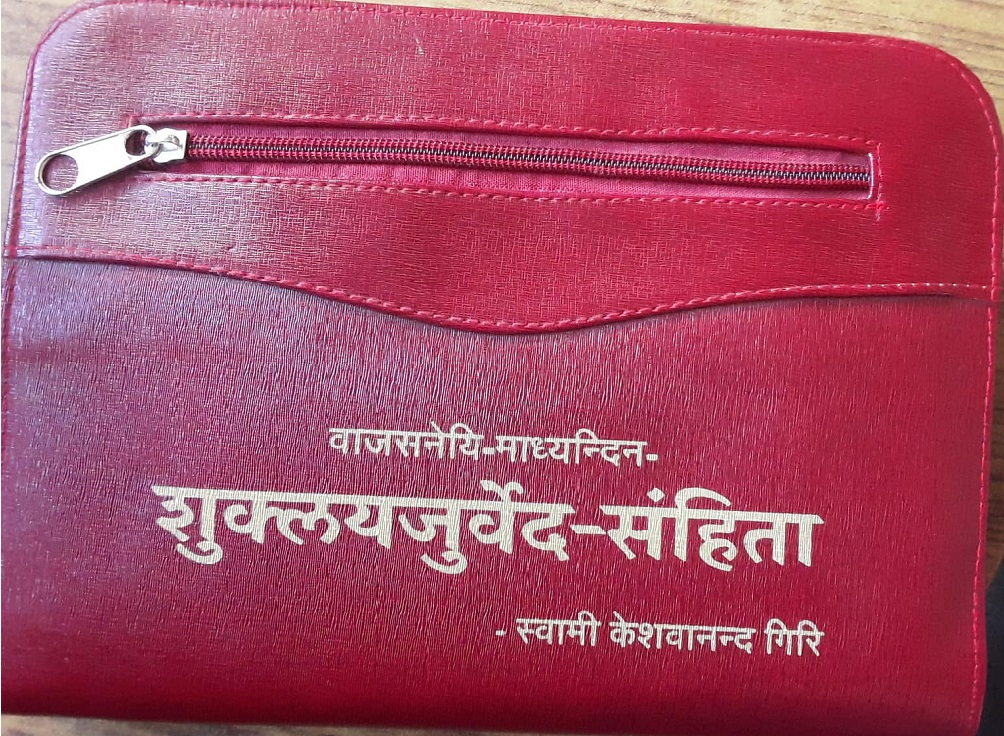 वाजसनेयि-माध्यन्दिन-
शुक्लयजुर्वेद-संहिता
- स्वामी केशवानन्द गिरि